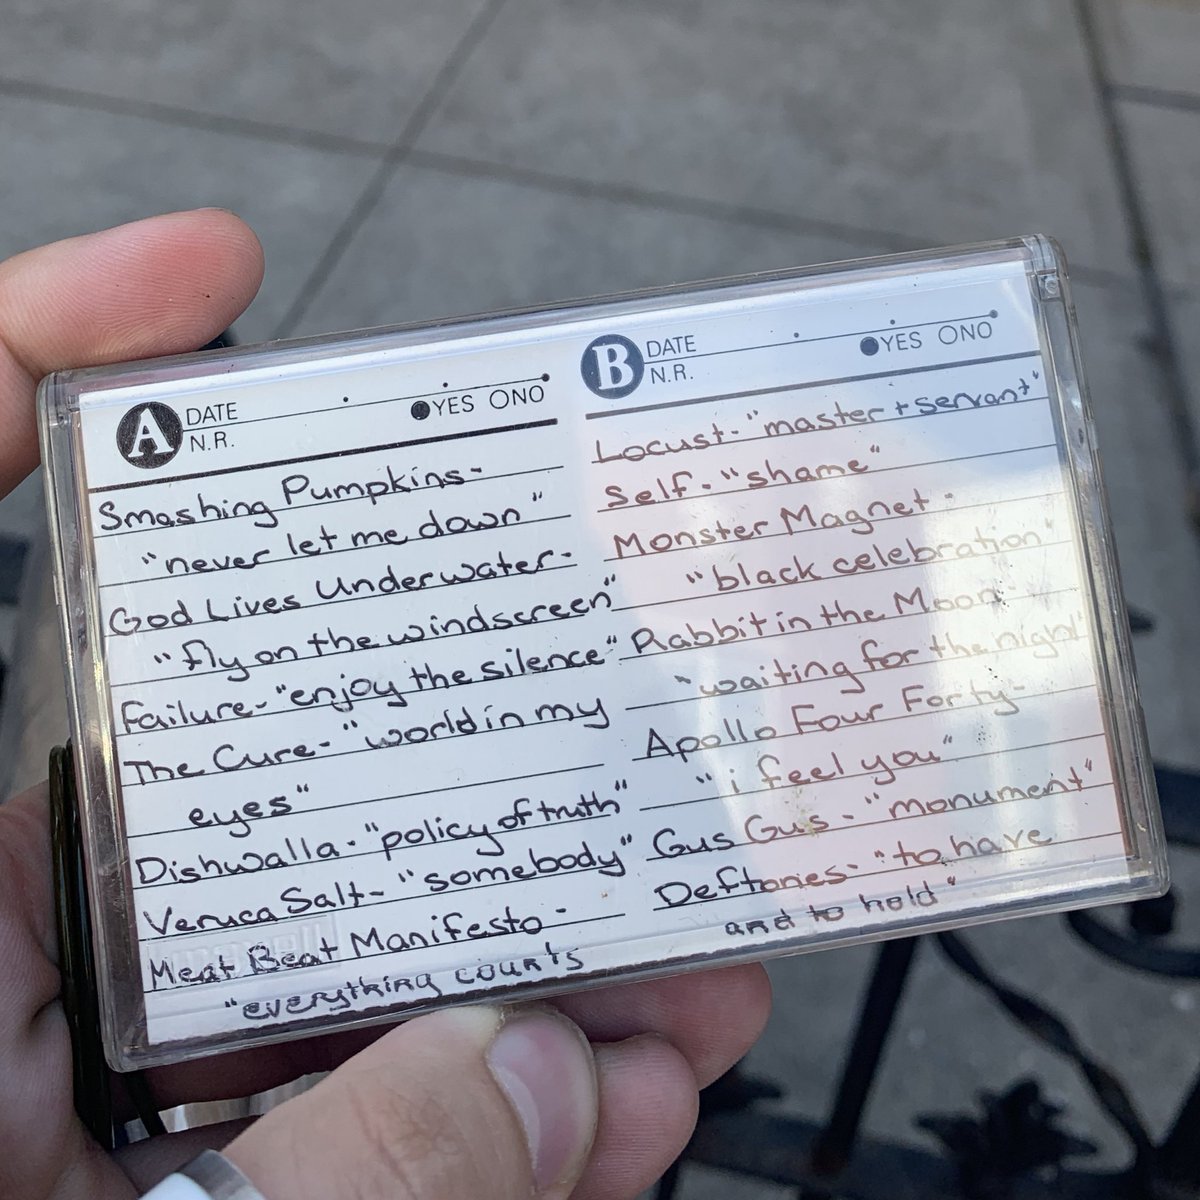 A DATE
N.R. ●YES ONO
Smashing Pumpkins-
"never let me down"
God Lives Underwater-
"fly on the windscreen"
Failure-"enjoy the silence"
The Cure-"world in my
eyes"
Dishwalla-"policy of truth"
Veruca Salt-"somebody"
Meat Beat Manifesto-
"everything counts
B DATE
N.R. ●YES ONO
Locust-"master + servant"
Self-"shame"
Monster Magnet-
"black celebration"
Rabbit in the Moon-
"waiting for the night"
Apollo Four Forty-
"i feel you"
Gus Gus-"monument"
Deftones-"to have
and to hold"